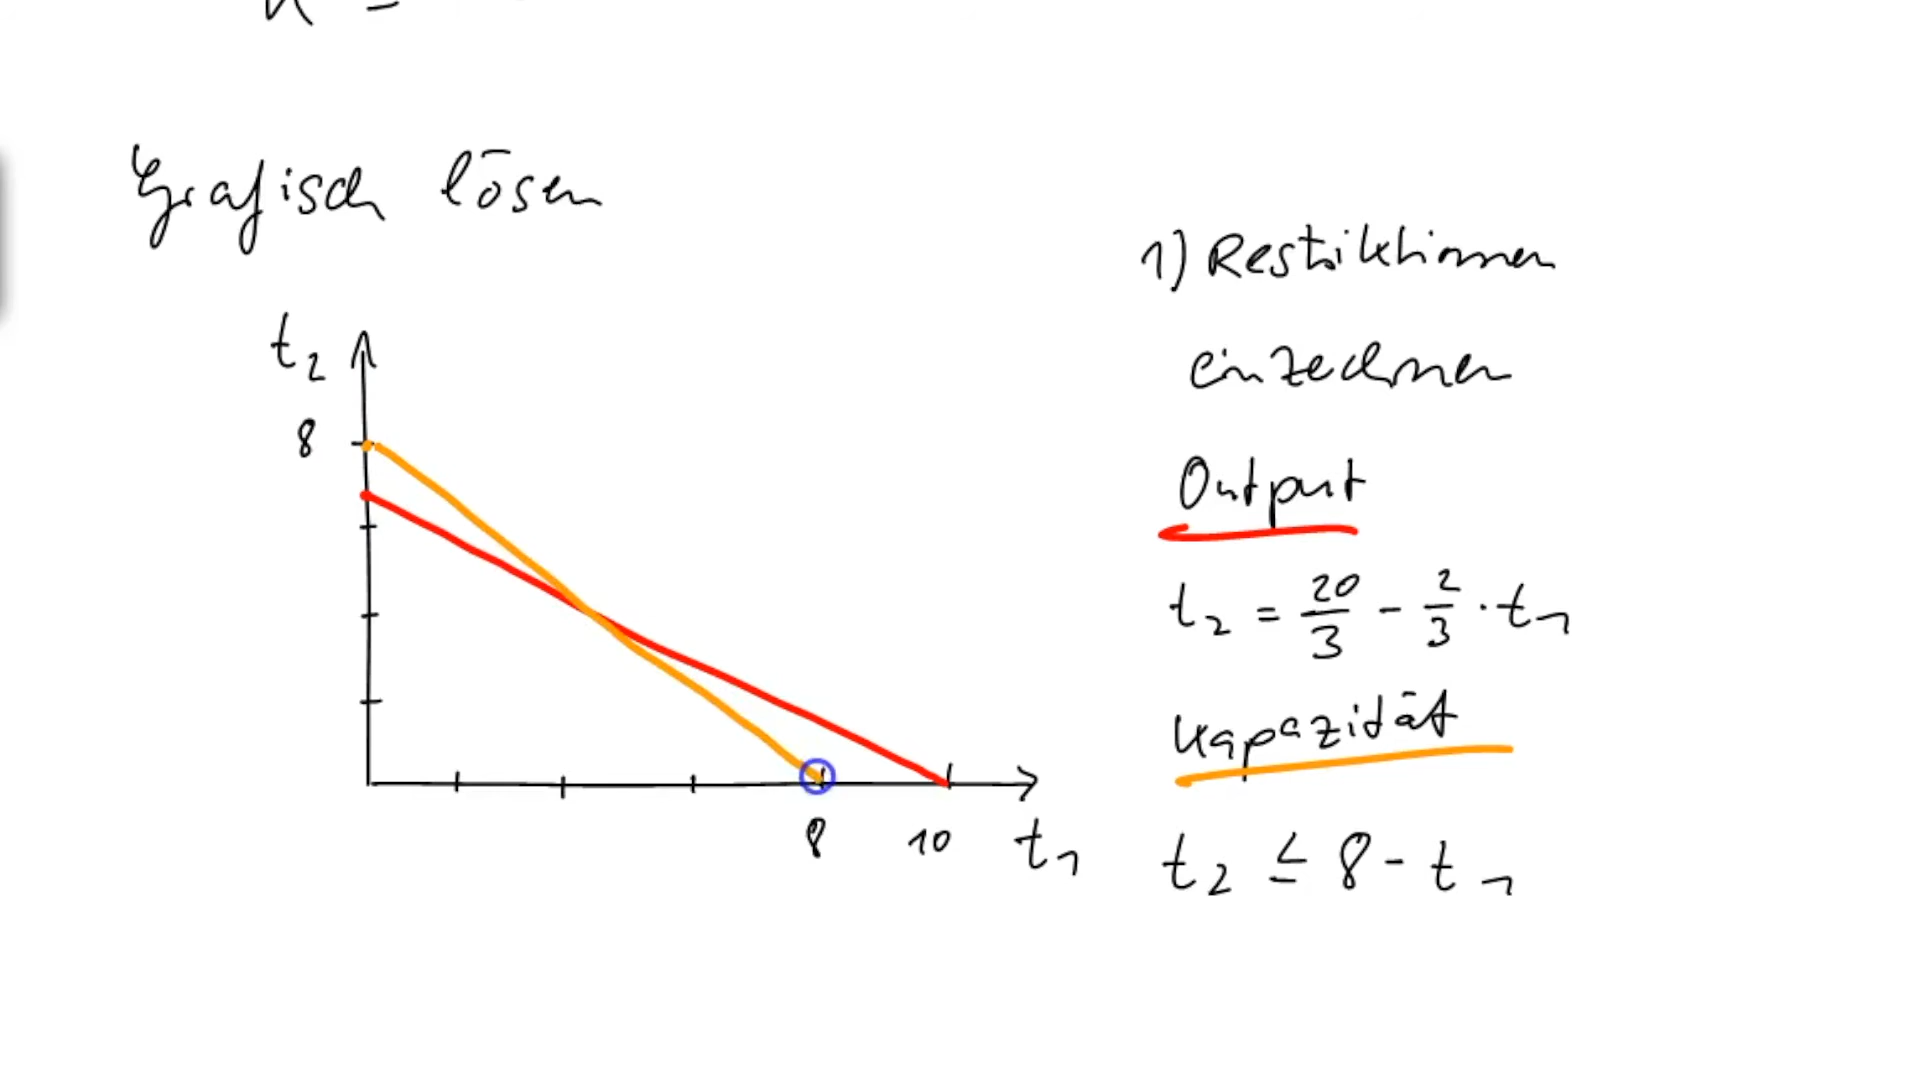 Grafisch lösen
1) Restriktionen
einzeichnen
t2
8
Output
t2 = 20/3 - 2/3 · t1
Kapazität
8 10 t1
t2 ≤ 8 - t1